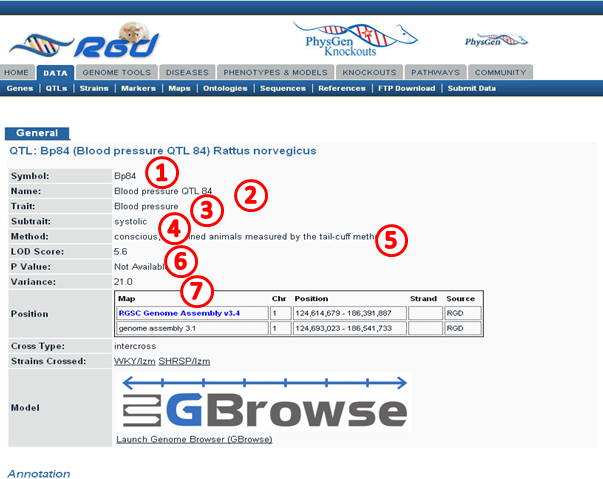 RGD
PhysGen Knockouts
PhysGen
HOME DATA GENOME TOOLS DISEASES PHENOTYPES & MODELS KNOCKOUTS PATHWAYS COMMUNITY
Genes | QTLs | Strains | Markers | Maps | Ontologies | Sequences | References | FTP Download | Submit Data
General
QTL: Bp84 (Blood pressure QTL 84) Rattus norvegicus
Symbol: Bp84 1
Name: Blood pressure QTL 84 2
Trait: Blood pressure 3
Subtrait: systolic 4
Method: conscious, animals measured by the tail-cuff 5
LOD Score: 5.6
P Value: Not Available 6
Variance: 21.0 7
Position
Map Chr Position Strand Source
RGSC Genome Assembly v3.4 1 124,614,679 - 186,391,887 RGD
genome assembly 3.1 1 124,693,023 - 186,541,733 RGD
Cross Type: intercross
Strains Crossed: WKY/Izm SHRSP/Izm
Model
GBrowse
Launch Genome Browser (GBrowse)
Annotation